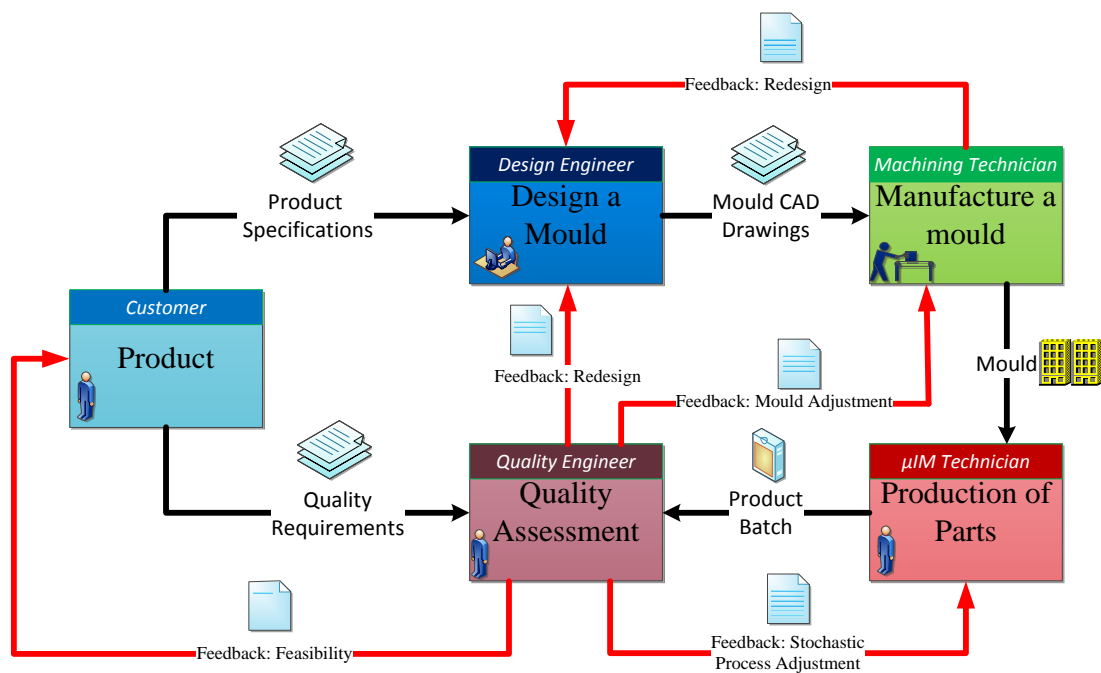 Feedback: Redesign
Product
Specifications
Design Engineer
Design a
Mould
Mould CAD
Drawings
Machining Technician
Manufacture a
mould
Customer
Product
Feedback: Redesign
Feedback: Mould Adjustment
Mould
Quality
Requirements
Quality Engineer
Quality
Assessment
Product
Batch
µIM Technician
Production of
Parts
Feedback: Feasibility
Feedback: Stochastic
Process Adjustment